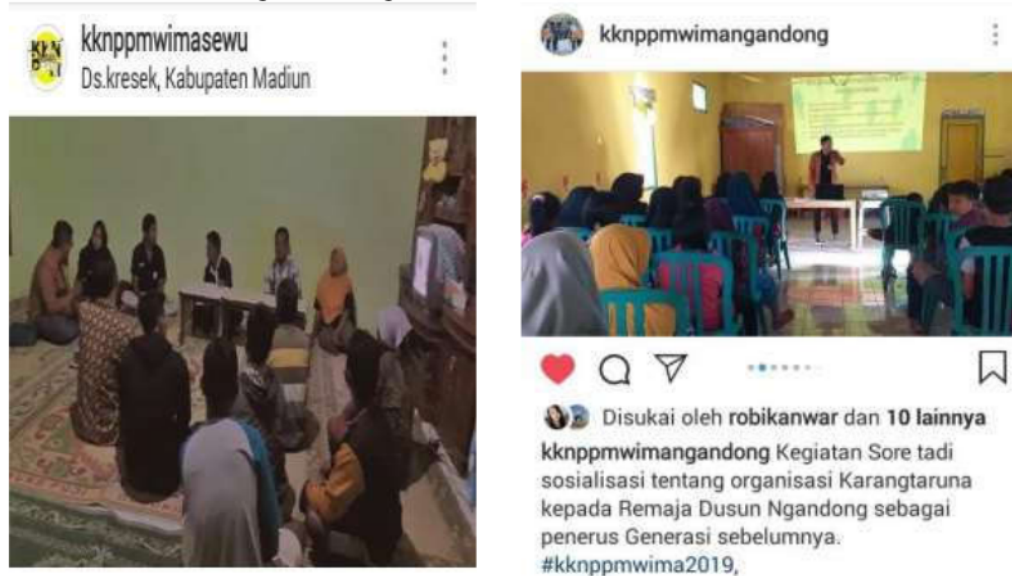 kknppmwimasewu
Ds.kresek, Kabupaten Madiun
kknppmwimangandong
Disukai oleh robikanwar dan 10 lainnya
kknppmwimangandong Kegiatan Sore tadi
sosialisasi tentang organisasi Karangtaruna
kepada Remaja Dusun Ngandong sebagai
penerus Generasi sebelumnya.
#kknppmwima2019,